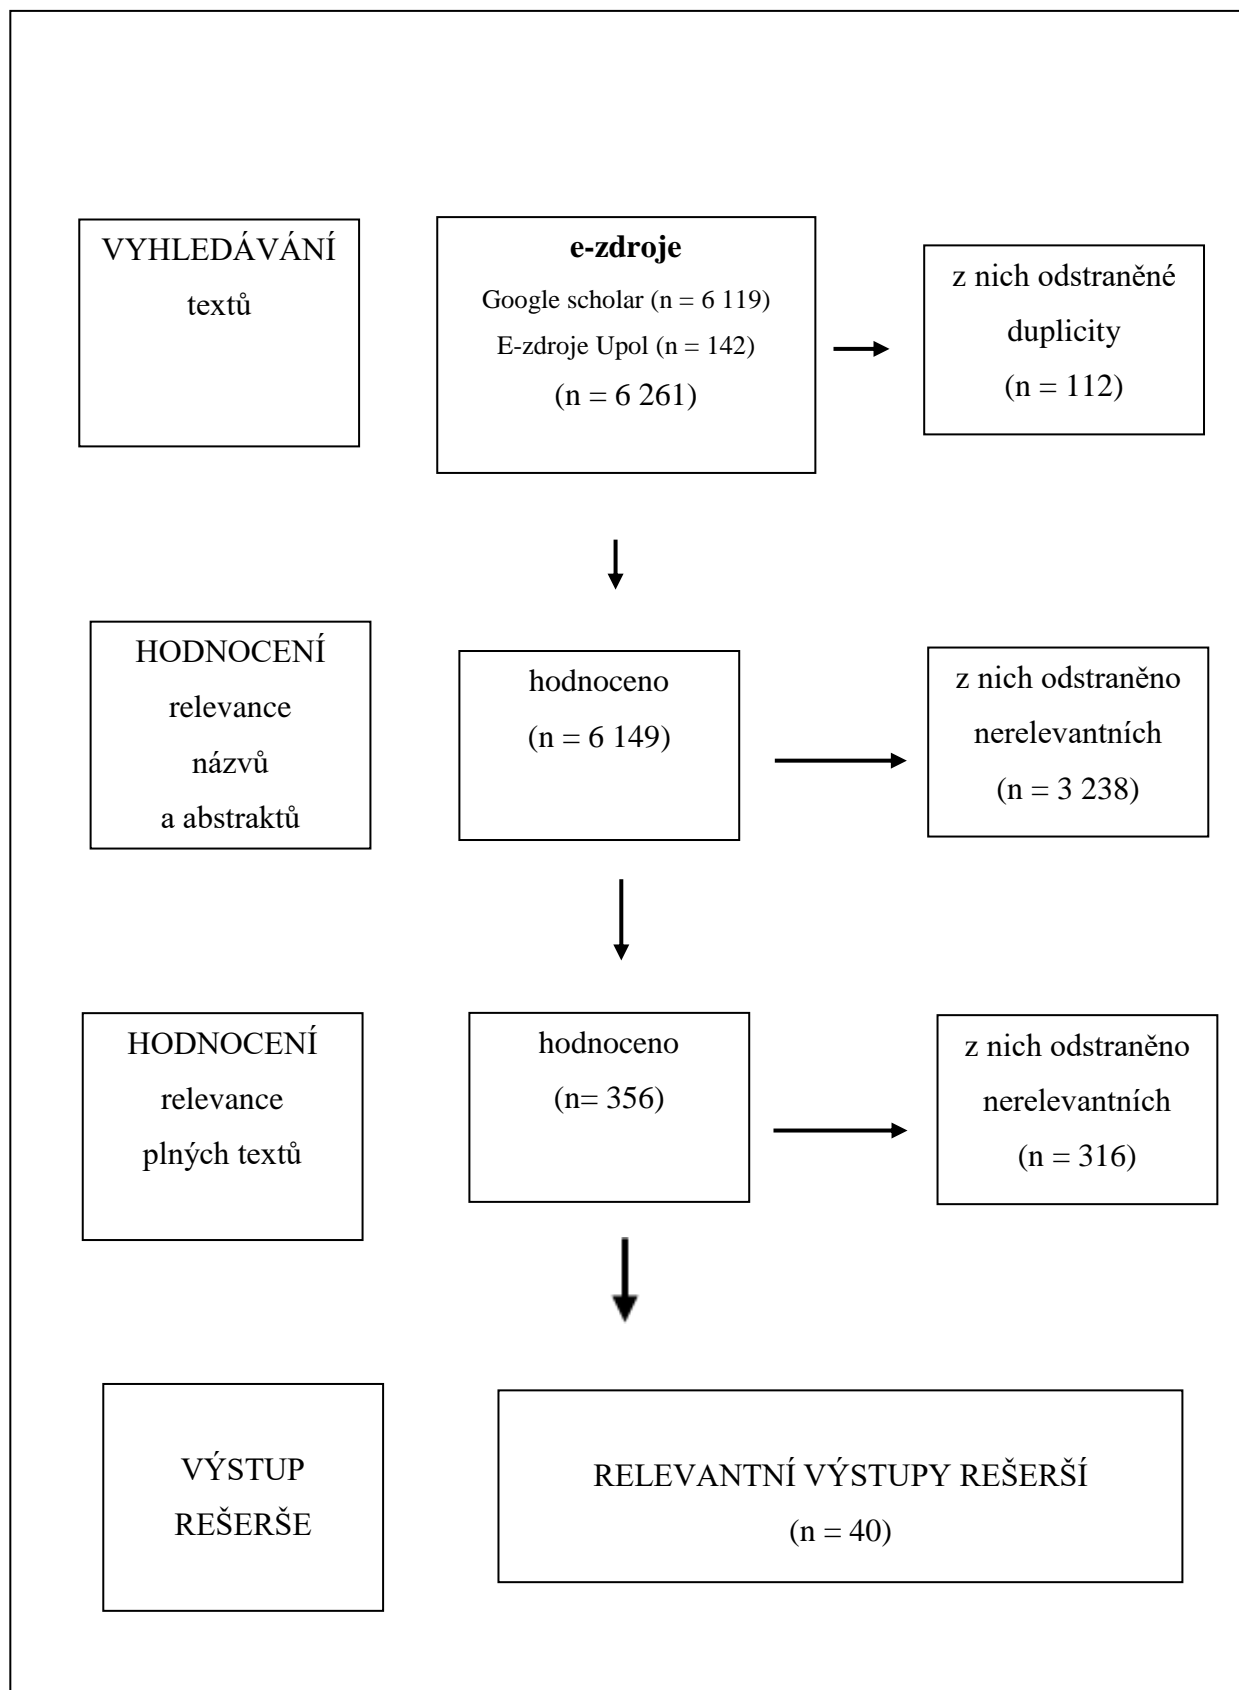 VYHLEDÁVÁNÍ
textů
e-zdroje
Google scholar (n = 6 119)
E-zdroje Upol (n = 142)
(n = 6 261)
z nich odstraněné
duplicity
(n = 112)
HODNOCENÍ
relevance
názvů
a abstraktů
hodnoceno
(n = 6 149)
z nich odstraněno
nerelevantních
(n = 3 238)
HODNOCENÍ
relevance
plných textů
hodnoceno
(n= 356)
z nich odstraněno
nerelevantních
(n = 316)
VÝSTUP
REŠERŠE
RELEVANTNÍ VÝSTUPY REŠERŠÍ
(n = 40)